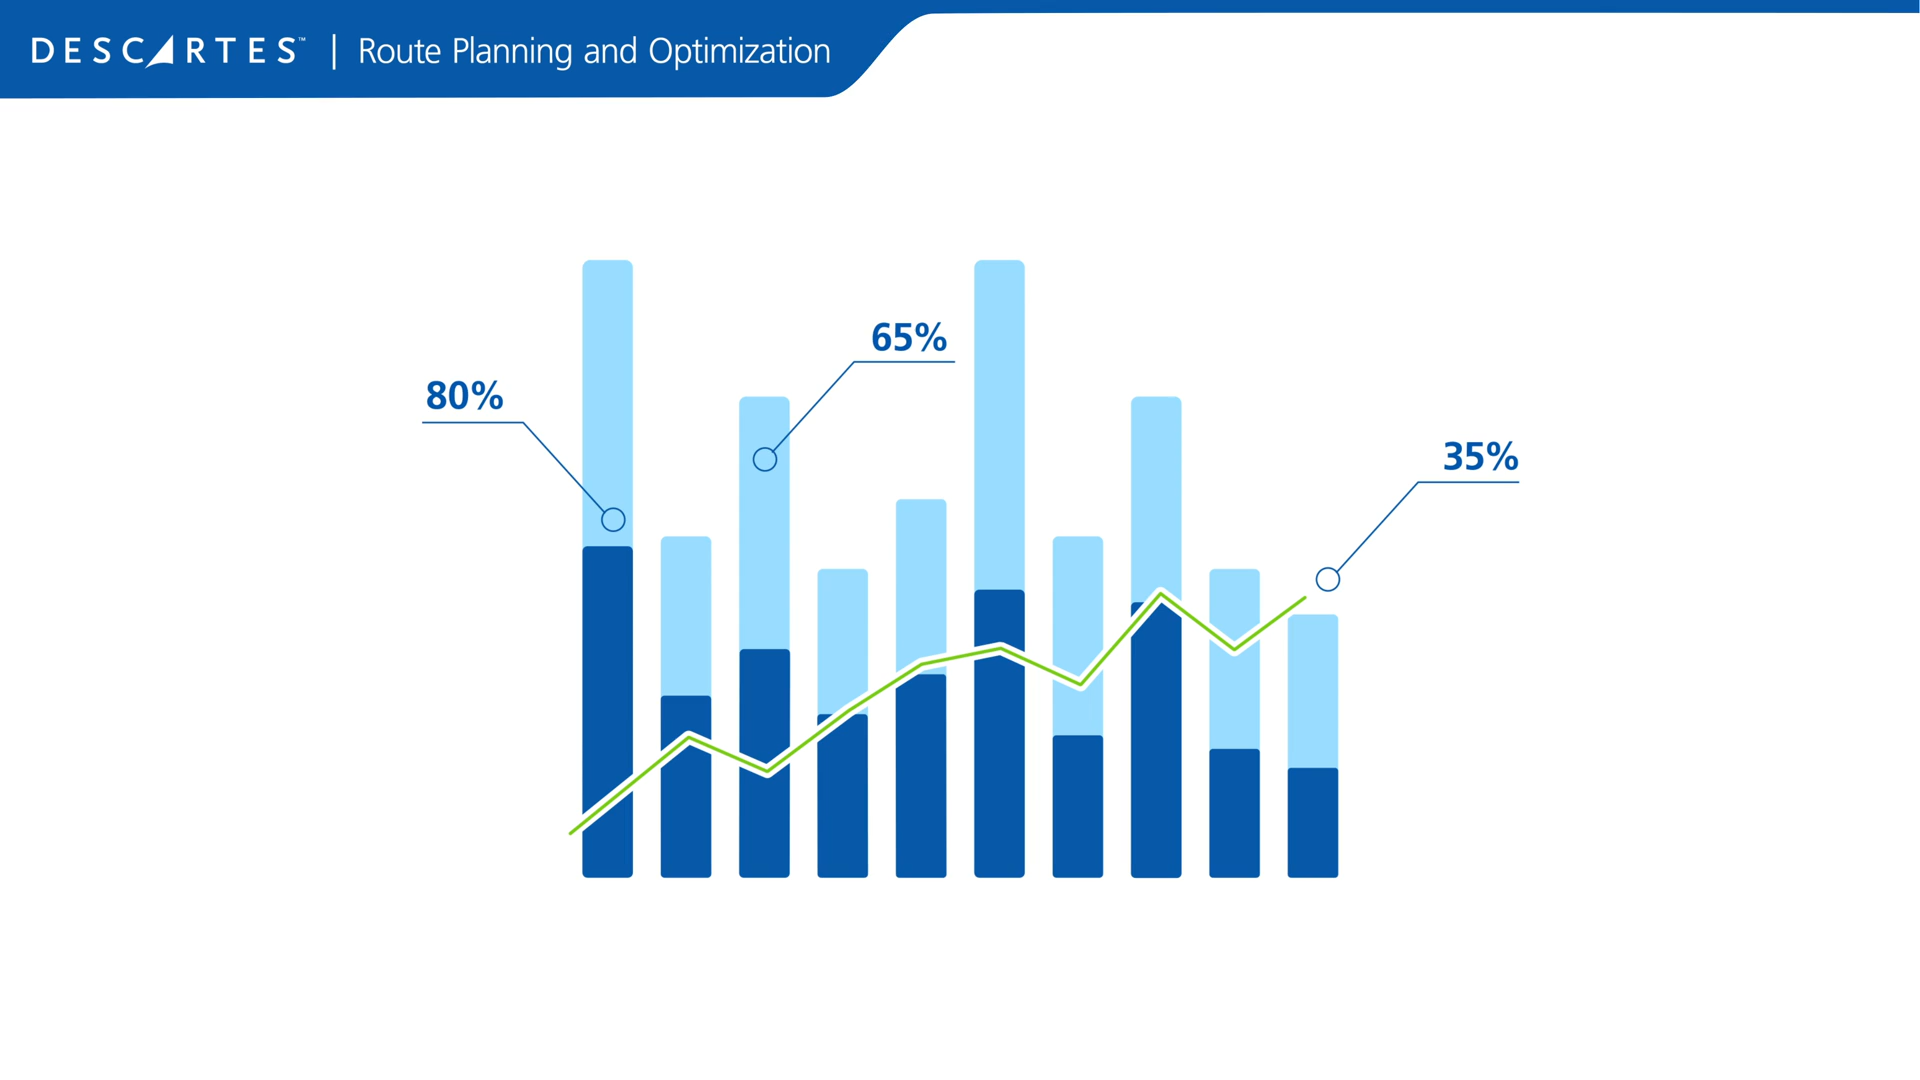 DESCARTES™ | Route Planning and Optimization
65%
80%
35%